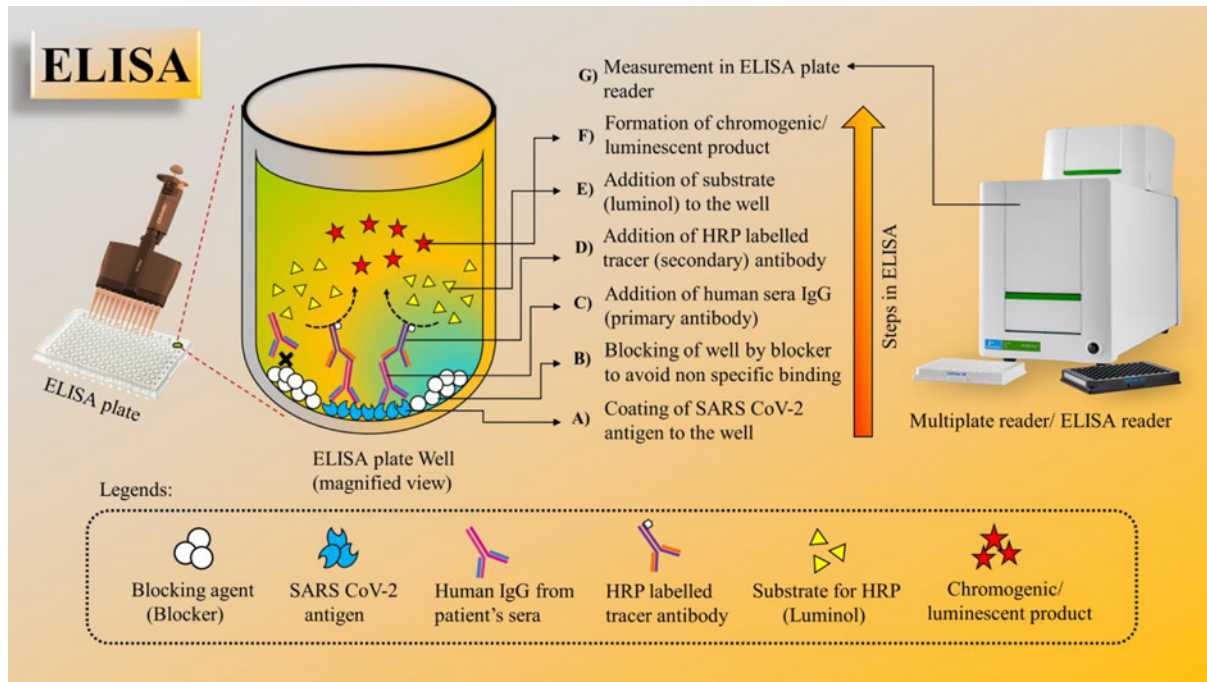 ELISA
G) Measurement in ELISA plate
reader
F) Formation of chromogenic/
luminescent product
E) Addition of substrate
(luminol) to the well
D) Addition of HRP labelled
tracer (secondary) antibody
C) Addition of human sera IgG
(primary antibody)
B) Blocking of well by blocker
to avoid non specific binding
A) Coating of SARS CoV-2
antigen to the well
Steps in ELISA
ELISA plate
ELISA plate Well
(magnified view)
Multiplate reader/ ELISA reader
Legends:
Blocking agent
(Blocker)
SARS CoV-2
antigen
Human IgG from
patient's sera
HRP labelled
tracer antibody
Substrate for HRP
(Luminol)
Chromogenic/
luminescent product